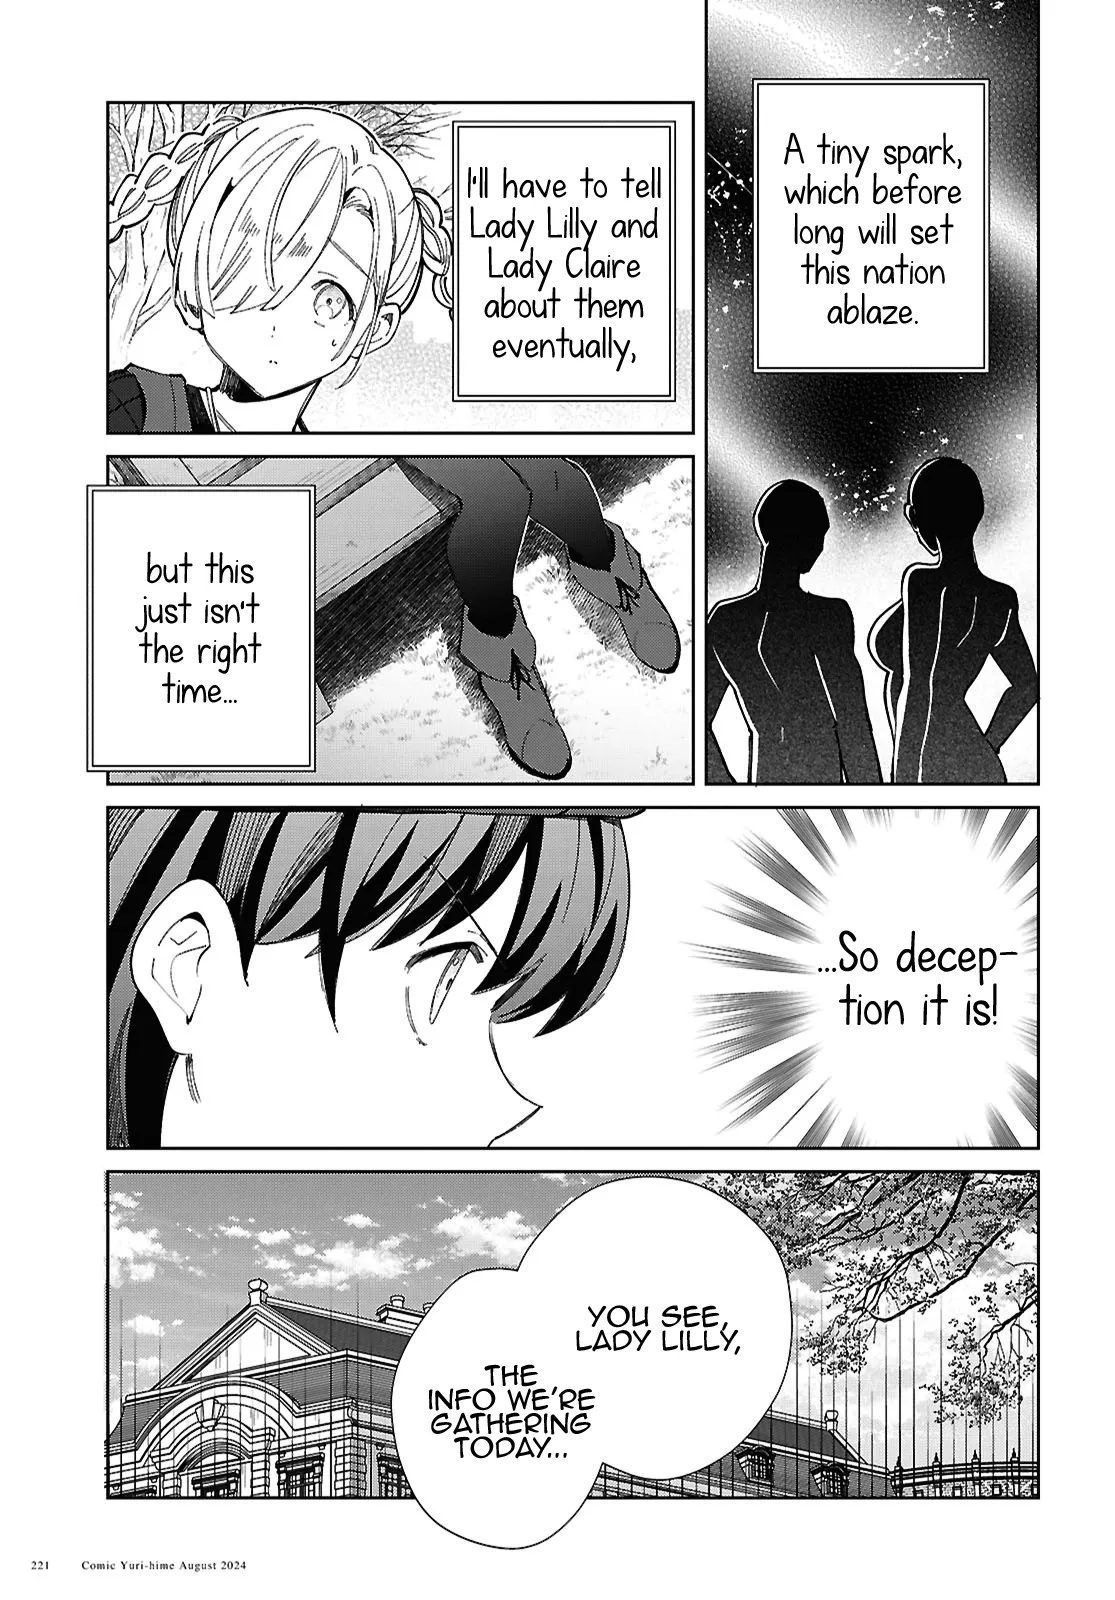 A tiny spark,
which before
long will set
this nation
ablaze.
I'll have to tell
Lady Lilly and
Lady Claire
about them
eventually,
but this
just isn't
the right
time...
...So decep-
tion it is!
YOU SEE,
LADY LILLY,
THE
INFO WE'RE
GATHERING
TODAY...
221 Comic Yuri-hime August 2024